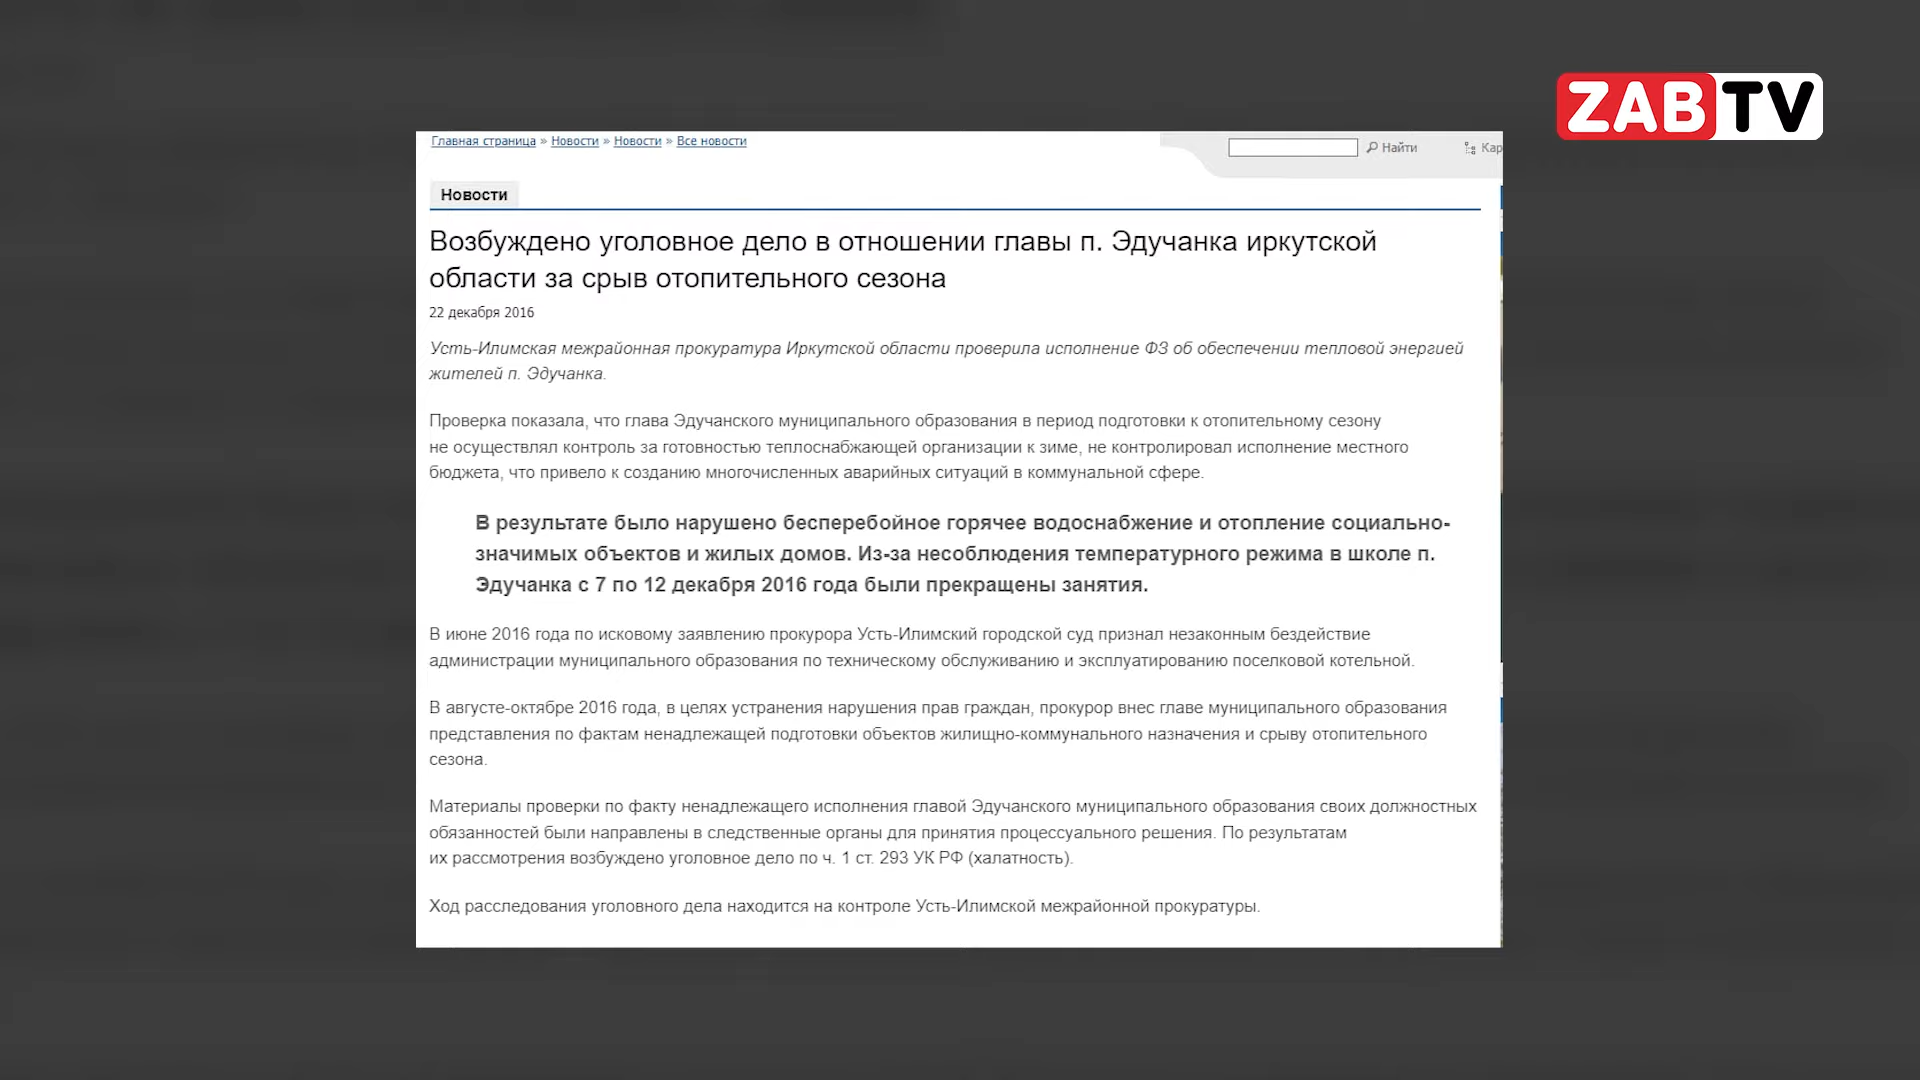 ZAB TV
Главная страница » Новости » Новости » Все новости
Найти
Кар
Новости
Возбуждено уголовное дело в отношении главы п. Эдучанка иркутской
области за срыв отопительного сезона
22 декабря 2016
Усть-Илимская межрайонная прокуратура Иркутской области проверила исполнение ФЗ об обеспечении тепловой энергией
жителей п. Эдучанка.
Проверка показала, что глава Эдучанского муниципального образования в период подготовки к отопительному сезону
не осуществлял контроль за готовностью теплоснабжающей организации к зиме, не контролировал исполнение местного
бюджета, что привело к созданию многочисленных аварийных ситуаций в коммунальной сфере.
В результате было нарушено бесперебойное горячее водоснабжение и отопление социально-
значимых объектов и жилых домов. Из-за несоблюдения температурного режима в школе п.
Эдучанка с 7 по 12 декабря 2016 года были прекращены занятия.
В июне 2016 года по исковому заявлению прокурора Усть-Илимский городской суд признал незаконным бездействие
администрации муниципального образования по техническому обслуживанию и эксплуатированию поселковой котельной.
В августе-октябре 2016 года, в целях устранения нарушения прав граждан, прокурор внес главе муниципального образования
представления по фактам ненадлежащей подготовки объектов жилищно-коммунального назначения и срыву отопительного
сезона.
Материалы проверки по факту ненадлежащего исполнения главой Эдучанского муниципального образования своих должностных
обязанностей были направлены в следственные органы для принятия процессуального решения. По результатам
их рассмотрения возбуждено уголовное дело по ч. 1 ст. 293 УК РФ (халатность).
Ход расследования уголовного дела находится на контроле Усть-Илимской межрайонной прокуратуры.